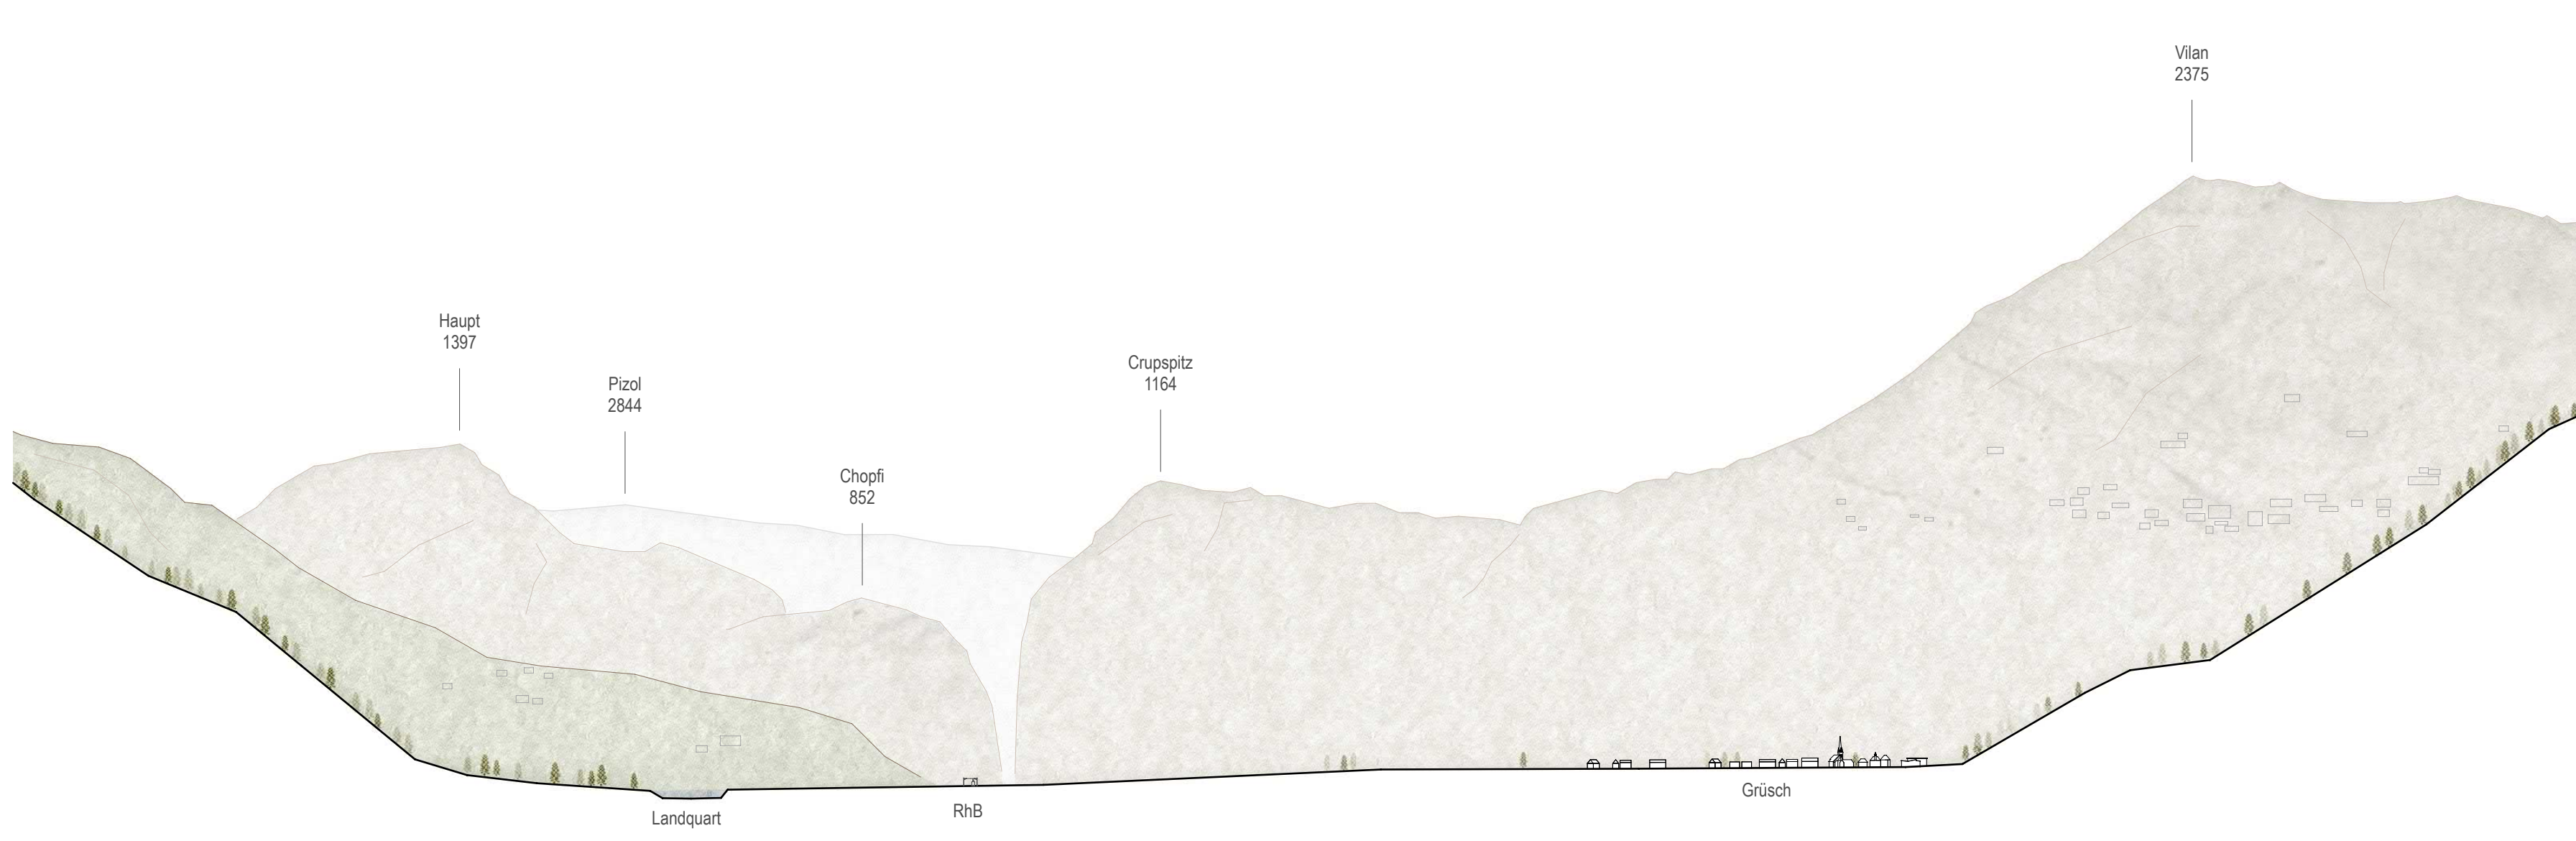 Vilan
2375
Haupt
1397
Pizol
2844
Crupspitz
1164
Chopfi
852
Grüsch
RhB
Landquart